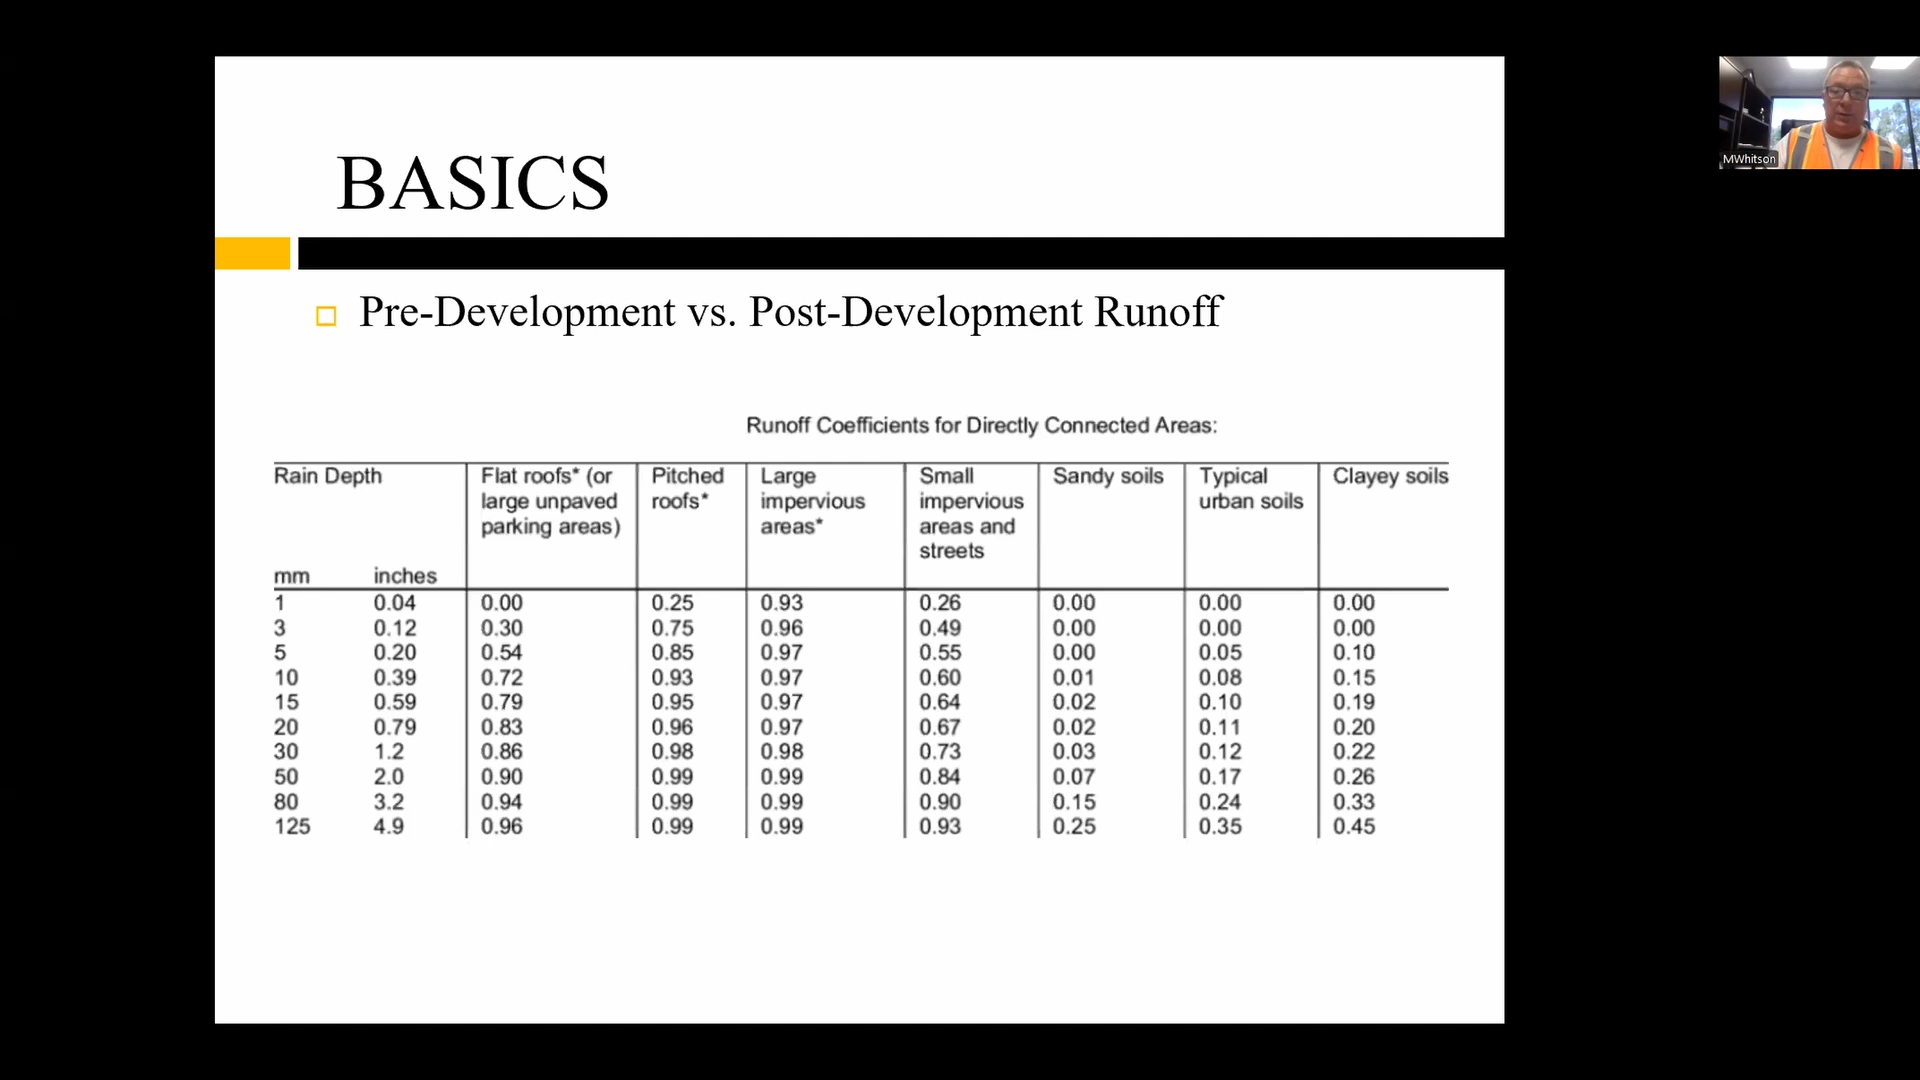 BASICS
Pre-Development vs. Post-Development Runoff
Runoff Coefficients for Directly Connected Areas:
Rain Depth Flat roofs* (or Pitched Large Small Sandy soils Typical Clayey soils
large unpaved roofs* impervious impervious urban soils
parking areas) areas* areas and
streets
mm inches
1 0.04 0.00 0.25 0.93 0.26 0.00 0.00 0.00
3 0.12 0.30 0.75 0.96 0.49 0.00 0.00 0.00
5 0.20 0.54 0.85 0.97 0.55 0.00 0.05 0.10
10 0.39 0.72 0.93 0.97 0.60 0.01 0.08 0.15
15 0.59 0.79 0.95 0.97 0.64 0.02 0.10 0.19
20 0.79 0.83 0.96 0.97 0.67 0.02 0.11 0.20
30 1.2 0.86 0.98 0.98 0.73 0.03 0.12 0.22
50 2.0 0.90 0.99 0.99 0.84 0.07 0.17 0.26
80 3.2 0.94 0.99 0.99 0.90 0.15 0.24 0.33
125 4.9 0.96 0.99 0.99 0.93 0.25 0.35 0.45
MWhitson